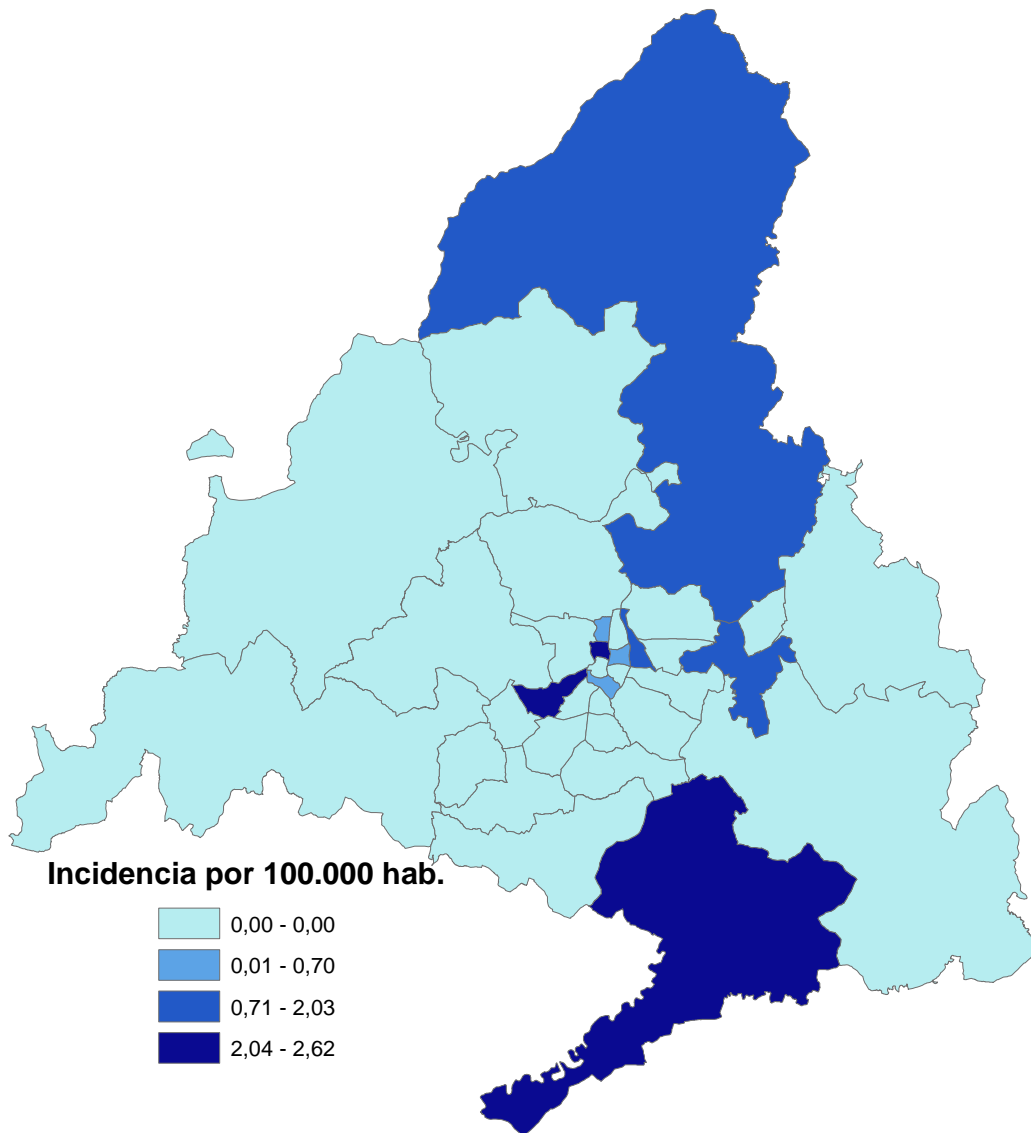 Incidencia por 100.000 hab.
0,00 - 0,00
0,01 - 0,70
0,71 - 2,03
2,04 - 2,62